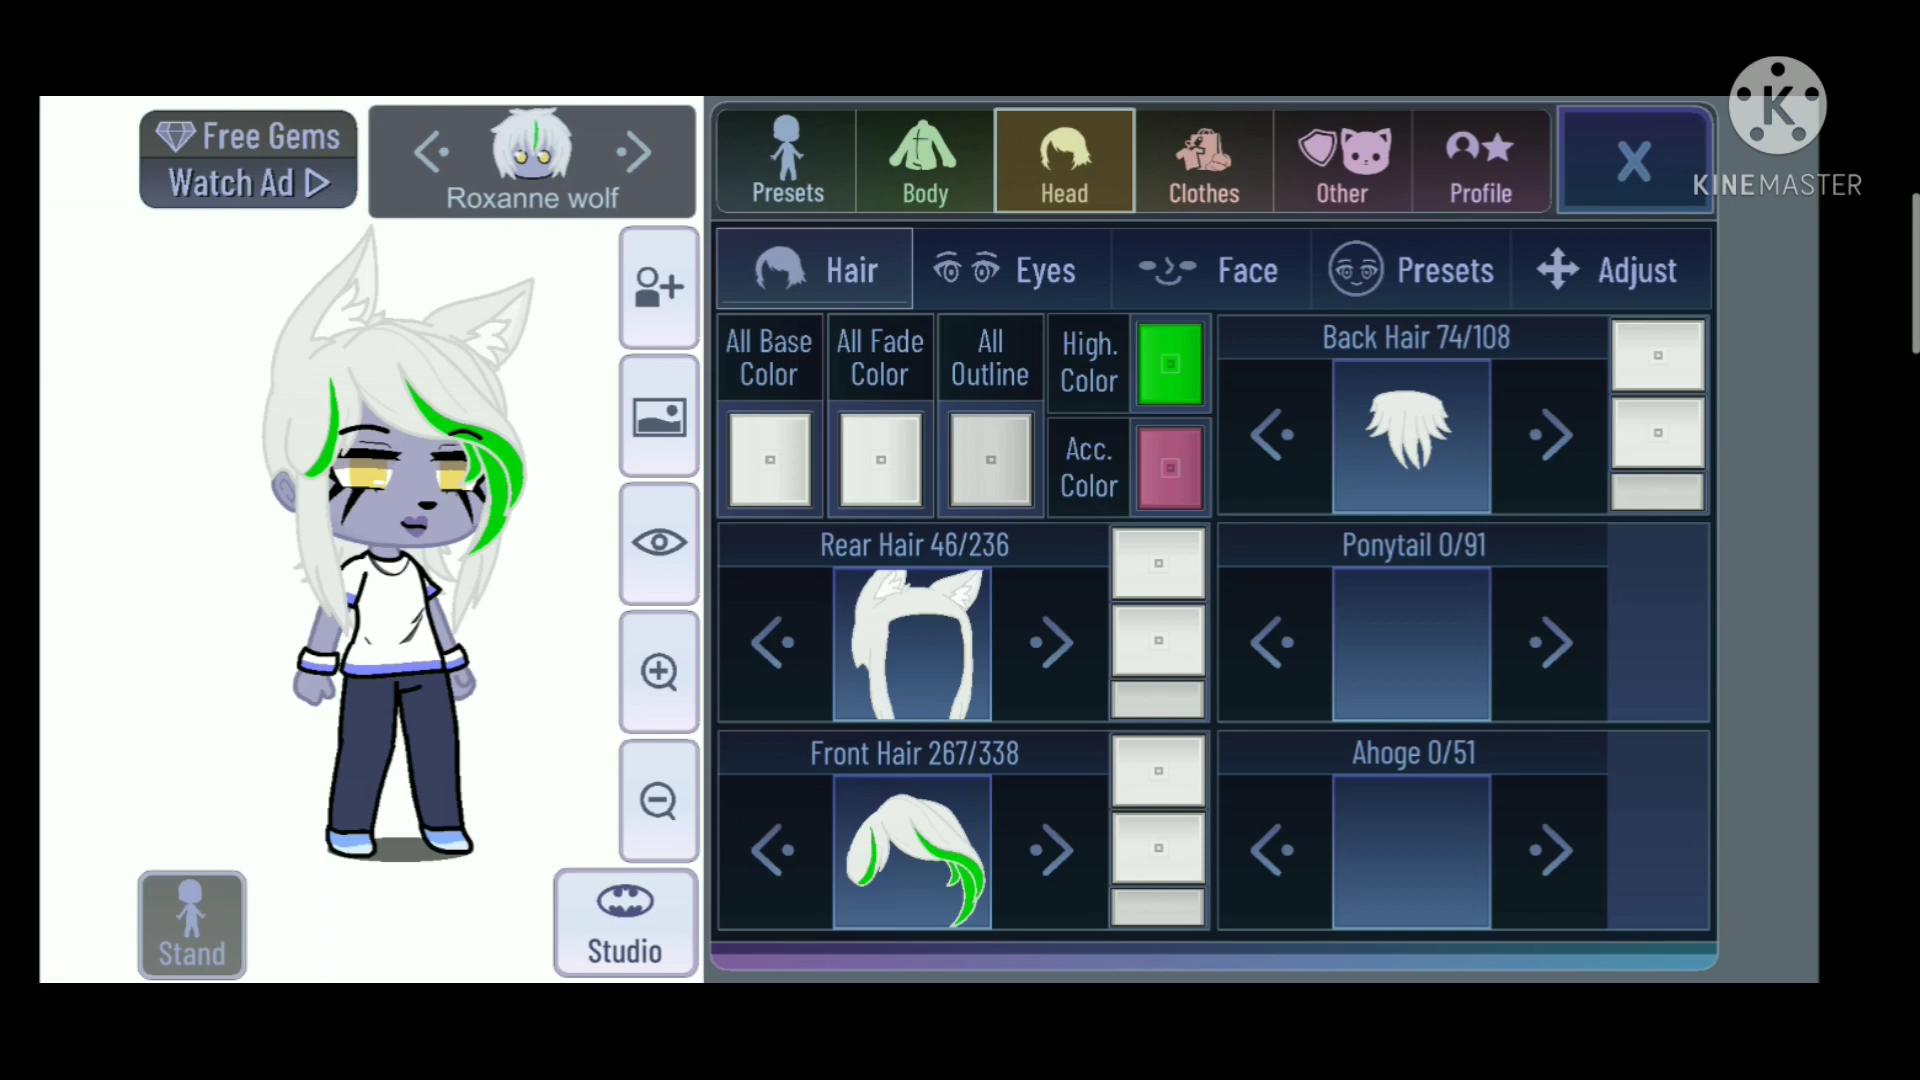 Free Gems
Watch Ad
Roxanne wolf
Presets
Body
Head
Clothes
Other
Profile
X
K
KINEMASTER
Hair
Eyes
Face
Presets
Adjust
All Base
Color
All Fade
Color
All
Outline
High.
Color
Acc.
Color
Back Hair 74/108
Rear Hair 46/236
Ponytail 0/91
Front Hair 267/338
Ahoge 0/51
Stand
Studio